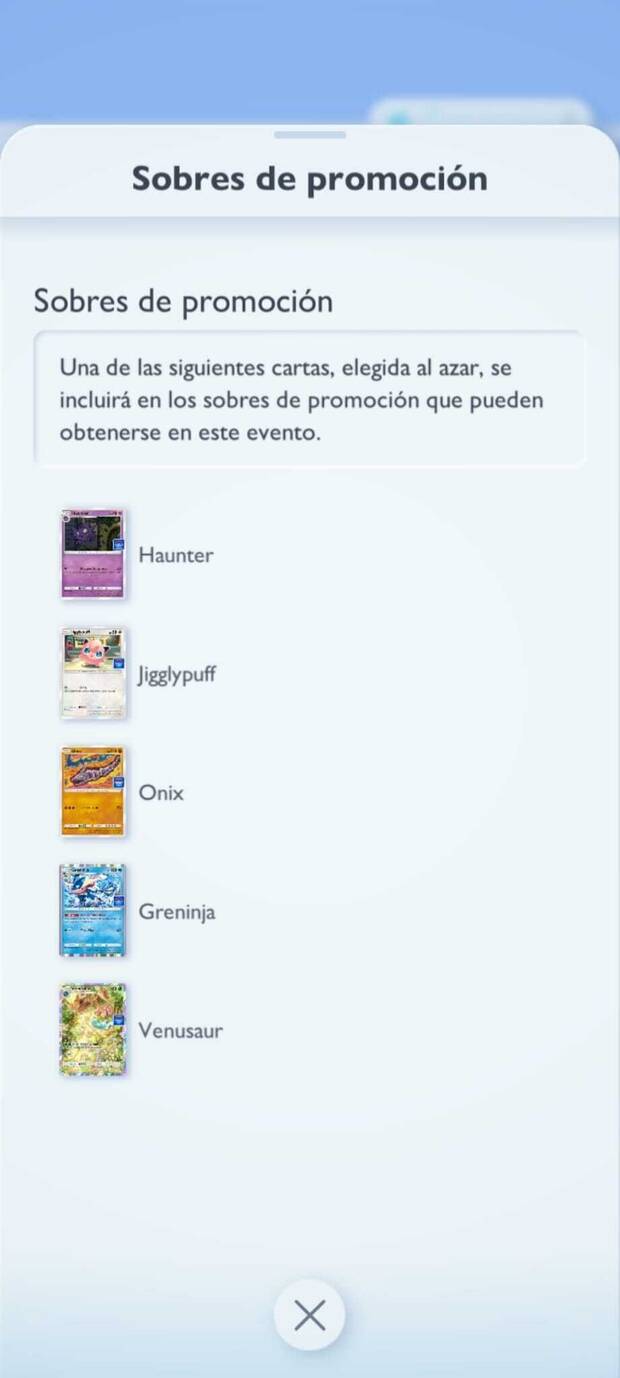 Sobres de promoción
Sobres de promoción
Una de las siguientes cartas, elegida al azar, se
incluirá en los sobres de promoción que pueden
obtenerse en este evento.
Haunter
Jigglypuff
Onix
Greninja
Venusaur